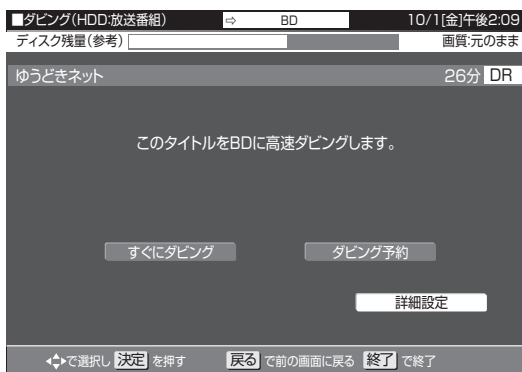 ■ダビング(HDD:放送番組) ⇨ BD 10/1[金]午後2:09
ディスク残量(参考) 画質:元のまま
ゆうどきネット 26分 DR
このタイトルをBDに高速ダビングします。
すぐにダビング ダビング予約
詳細設定
で選択し 決定 を押す 戻る で前の画面に戻る 終了 で終了